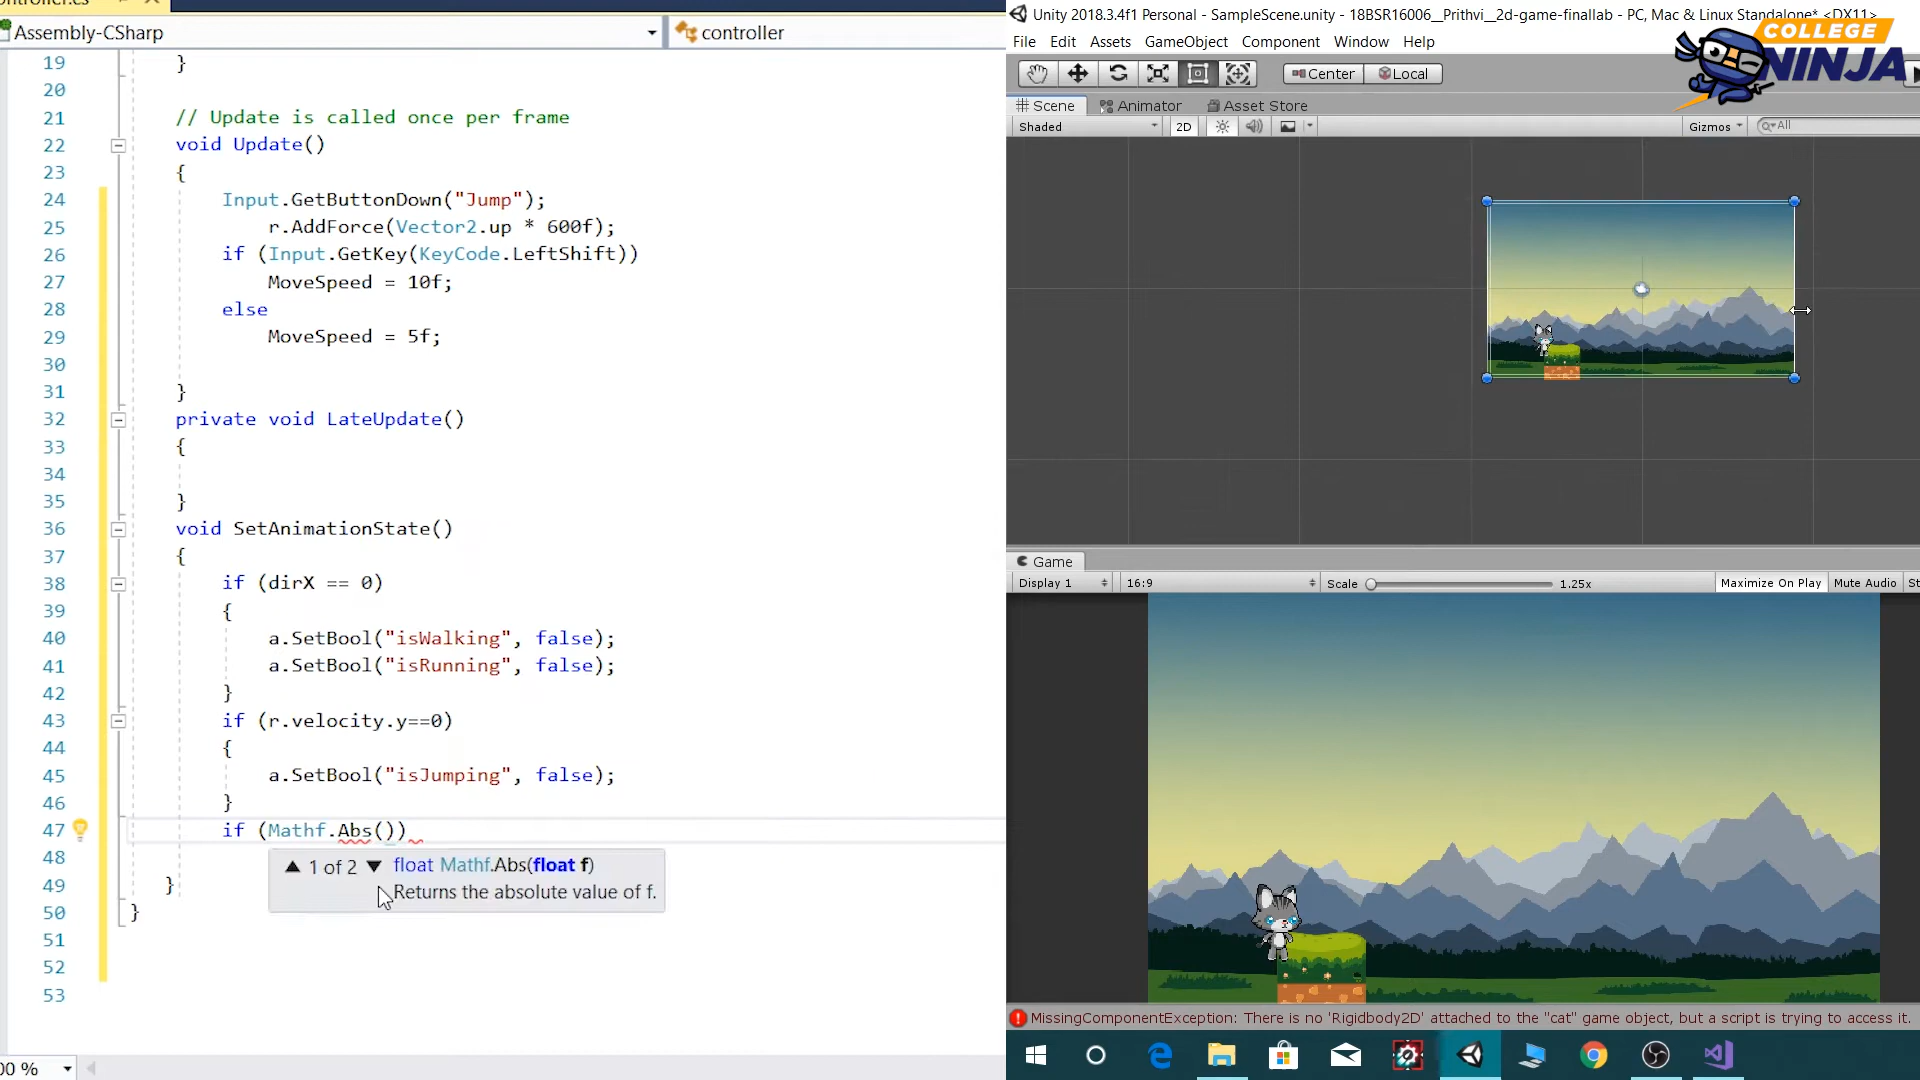 Assembly-CSharp
controller
19 }
20
21 // Update is called once per frame
22 void Update()
23 {
24 Input.GetButtonDown("Jump");
25 r.AddForce(Vector2.up * 600f);
26 if (Input.GetKey(KeyCode.LeftShift))
27 MoveSpeed = 10f;
28 else
29 MoveSpeed = 5f;
30
31 }
32 private void LateUpdate()
33 {
34
35 }
36 void SetAnimationState()
37 {
38 if (dirX == 0)
39 {
40 a.SetBool("isWalking", false);
41 a.SetBool("isRunning", false);
42 }
43 if (r.velocity.y==0)
44 {
45 a.SetBool("isJumping", false);
46 }
47 if (Mathf.Abs())
1 of 2 float Mathf.Abs(float f)
Returns the absolute value of f.
48
49 }
50 }
51
52
53
00 %
Unity 2018.3.4f1 Personal - SampleScene.unity - 18BSR16006__Prithvi__2d-game-finallab - PC, Mac & Linux Standalone* <DX11>
File Edit Assets GameObject Component Window Help
COLLEGE
NINJA
Center Local
Scene Animator Asset Store
Shaded 2D Gizmos All
Game
Display 1 16:9 Scale 1.25x Maximize On Play Mute Audio St
MissingComponentException: There is no 'Rigidbody2D' attached to the "cat" game object, but a script is trying to access it.